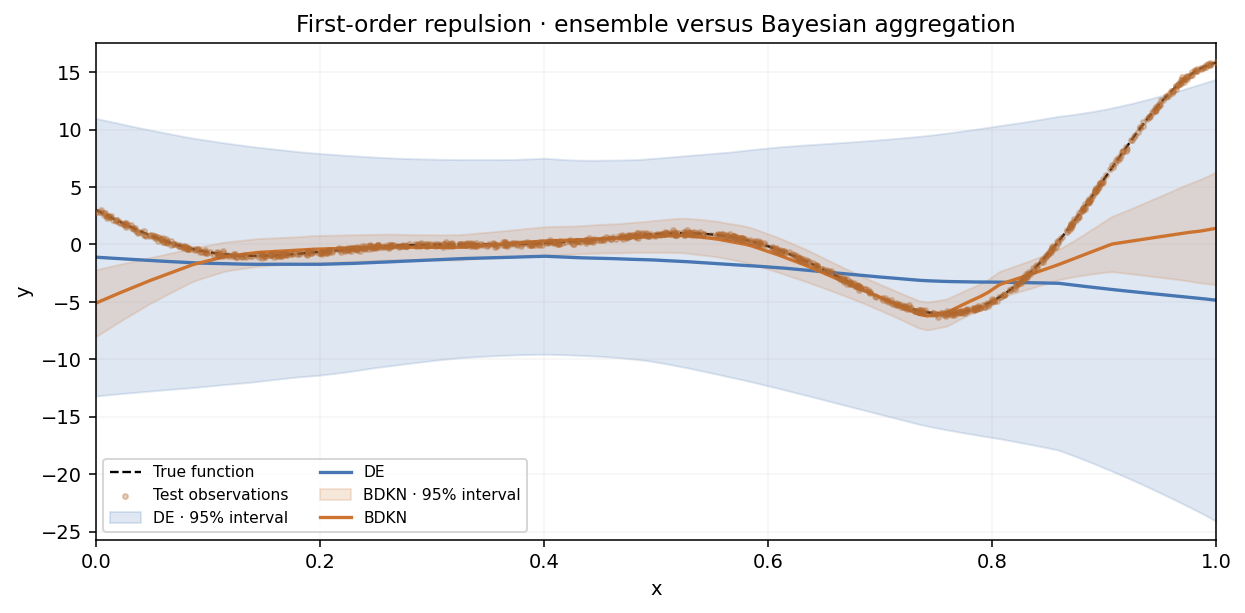 First-order repulsion · ensemble versus Bayesian aggregation
y
15
10
5
0
−5
−10
−15
−20
−25
True function
Test observations
DE · 95% interval
DE
BDKN · 95% interval
BDKN
0.0 0.2 0.4 0.6 0.8 1.0
x